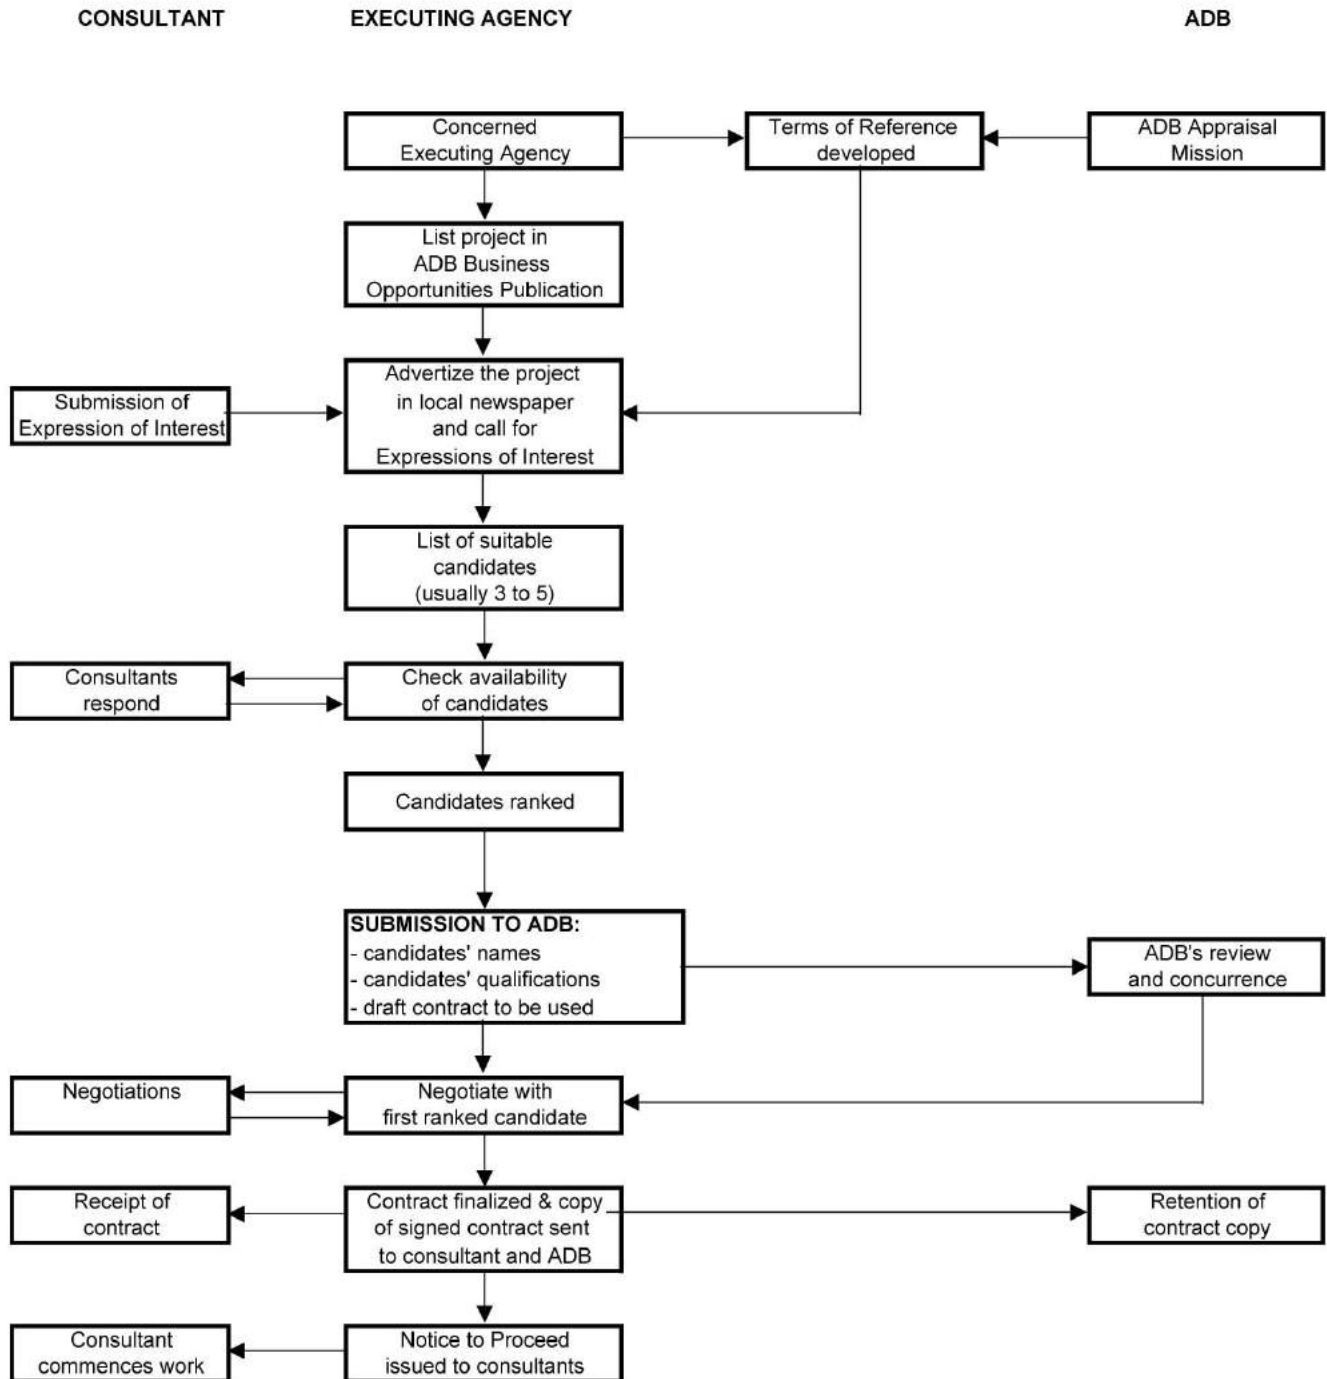 CONSULTANT
EXECUTING AGENCY
ADB
Concerned
Executing Agency
Terms of Reference
developed
ADB Appraisal
Mission
List project in
ADB Business
Opportunities Publication
Submission of
Expression of Interest
Advertize the project
in local newspaper
and call for
Expressions of Interest
List of suitable
candidates
(usually 3 to 5)
Consultants
respond
Check availability
of candidates
Candidates ranked
SUBMISSION TO ADB:
- candidates' names
- candidates' qualifications
- draft contract to be used
ADB's review
and concurrence
Negotiations
Negotiate with
first ranked candidate
Receipt of
contract
Contract finalized & copy
of signed contract sent
to consultant and ADB
Retention of
contract copy
Consultant
commences work
Notice to Proceed
issued to consultants